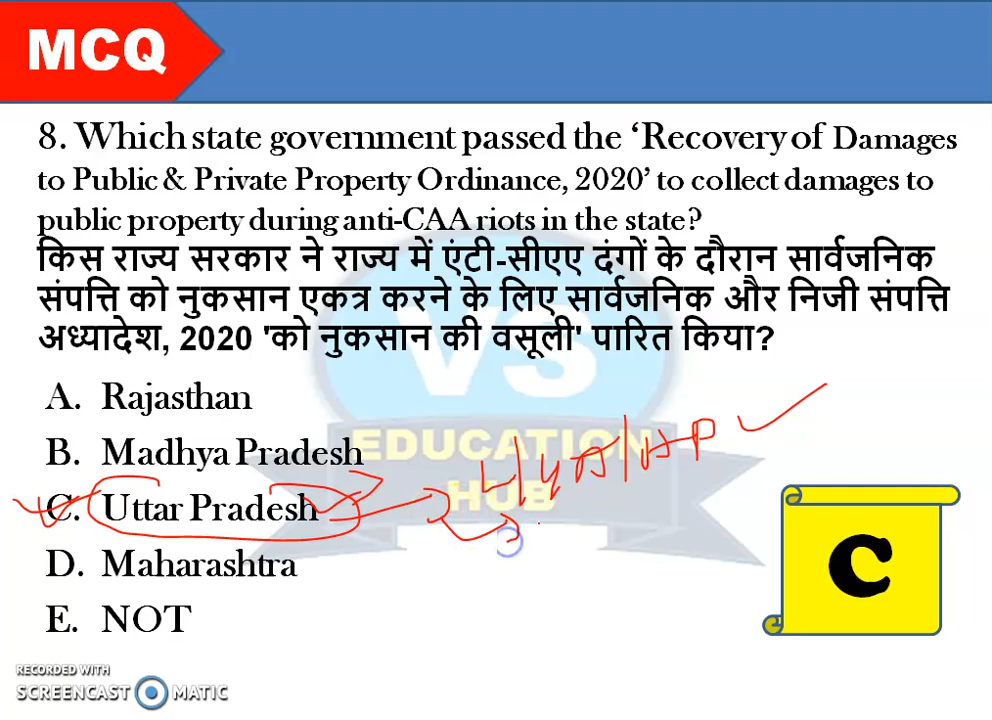 MCQ
8. Which state government passed the ‘Recovery of Damages
to Public & Private Property Ordinance, 2020’ to collect damages to
public property during anti-CAA riots in the state?
किस राज्य सरकार ने राज्य में एंटी-सीएए दंगों के दौरान सार्वजनिक
संपत्ति को नुकसान एकत्र करने के लिए सार्वजनिक और निजी संपत्ति
अध्यादेश, 2020 'को नुकसान की वसूली' पारित किया?
A. Rajasthan
B. Madhya Pradesh
C. Uttar Pradesh
D. Maharashtra
E. NOT
VS
EDUCATION
HUB
C
RECORDED WITH
SCREENCAST MATIC